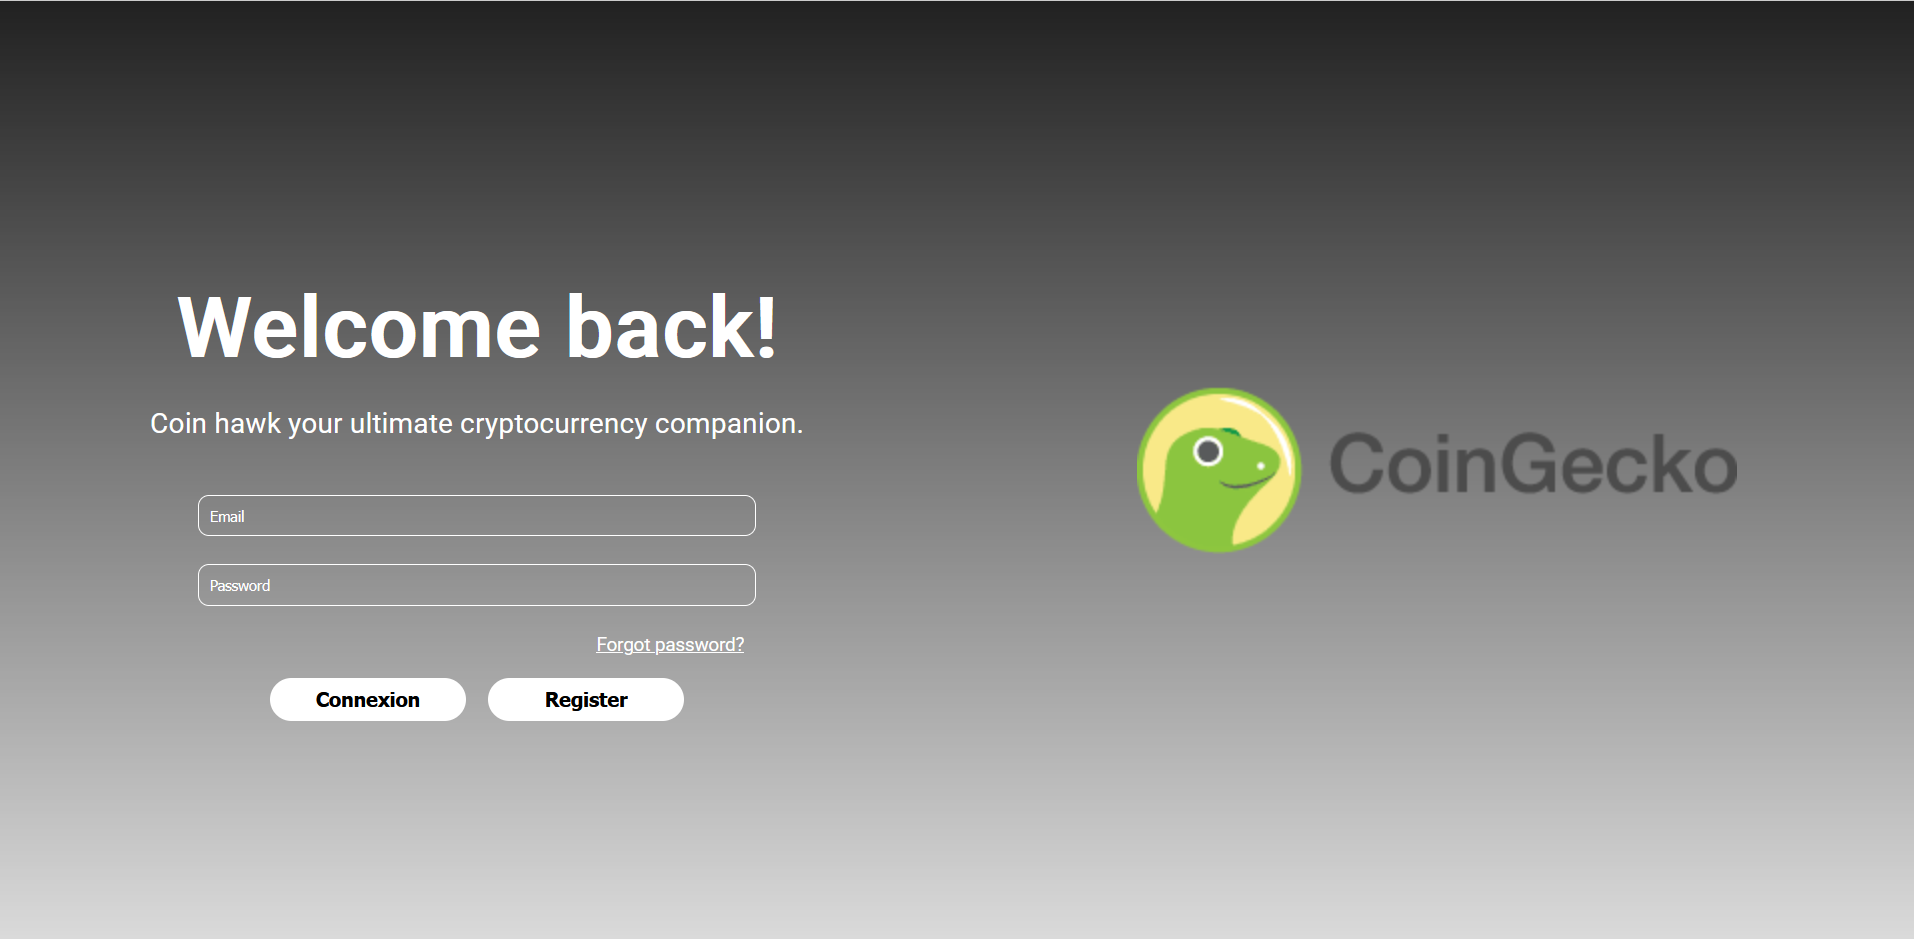 Welcome back!
Coin hawk your ultimate cryptocurrency companion.
Email
Password
Forgot password?
Connexion
Register
CoinGecko